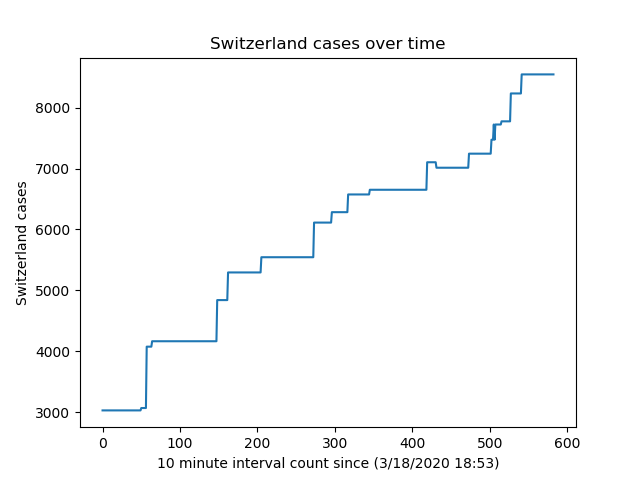 Switzerland cases over time
Switzerland cases
8000
7000
6000
5000
4000
3000
0 100 200 300 400 500 600
10 minute interval count since (3/18/2020 18:53)